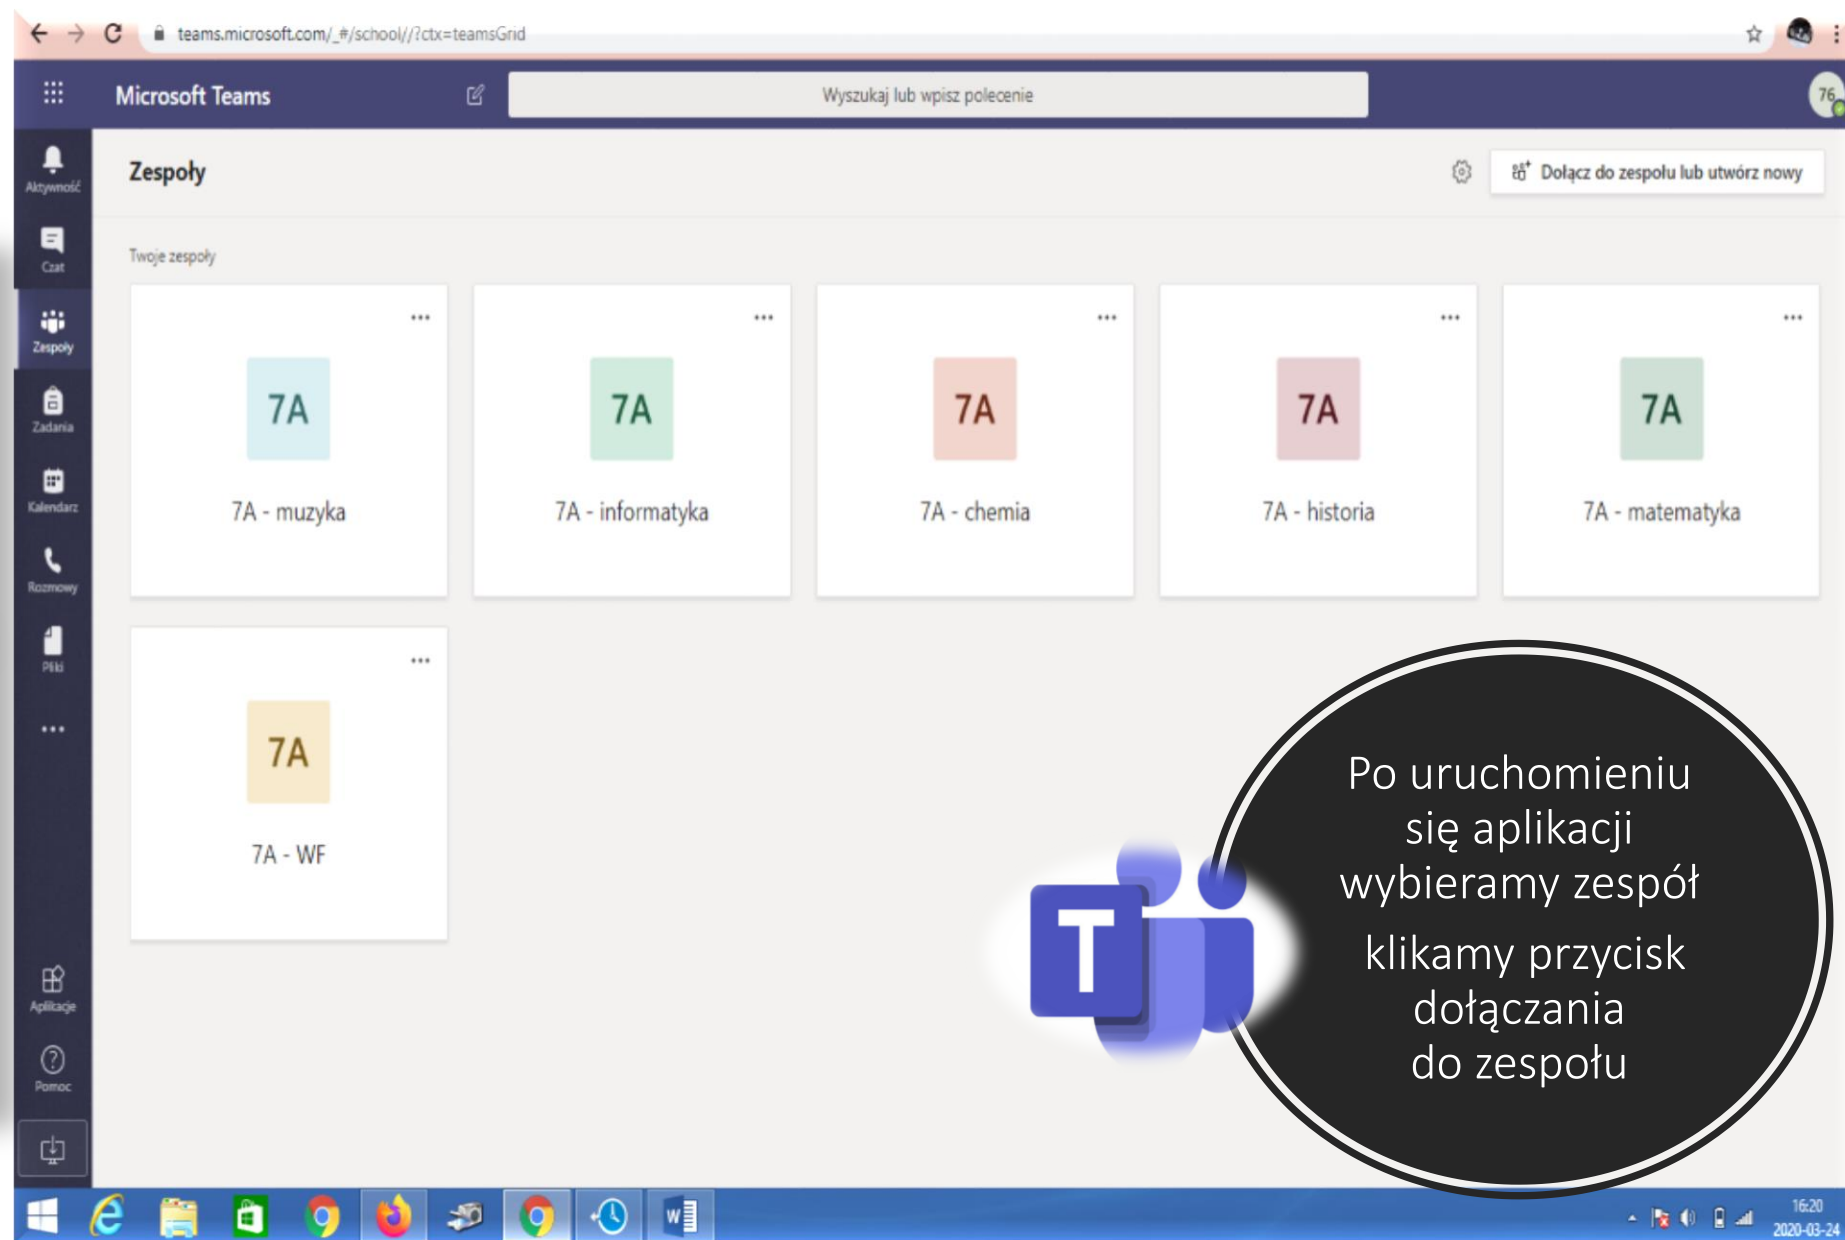 teams.microsoft.com/_#/school//?ctx=teamsGrid
Microsoft Teams
Wyszukaj lub wpisz polecenie
76
Aktywność
Zespoły
Dołącz do zespołu lub utwórz nowy
Czat
Twoje zespoły
Zespoły
Zadania
Kalendarz
Rozmowy
Pliki
7A
7A
7A
7A
7A
7A - muzyka
7A - informatyka
7A - chemia
7A - historia
7A - matematyka
7A
7A - WF
Aplikacje
Pomoc
T
Po uruchomieniu
się aplikacji
wybieramy zespół
klikamy przycisk
dołączania
do zespołu
16:20
2020-03-24